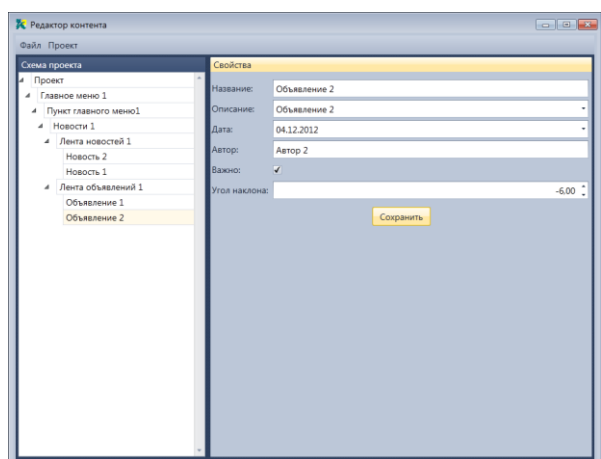 Редактор контента
Файл Проект
Схема проекта
Проект
Главное меню 1
Пункт главного меню1
Новости 1
Лента новостей 1
Новость 2
Новость 1
Лента объявлений 1
Объявление 1
Объявление 2
Свойства
Название: Объявление 2
Описание: Объявление 2
Дата: 04.12.2012
Автор: Автор 2
Важно:
Угол наклона: -6.00
Сохранить